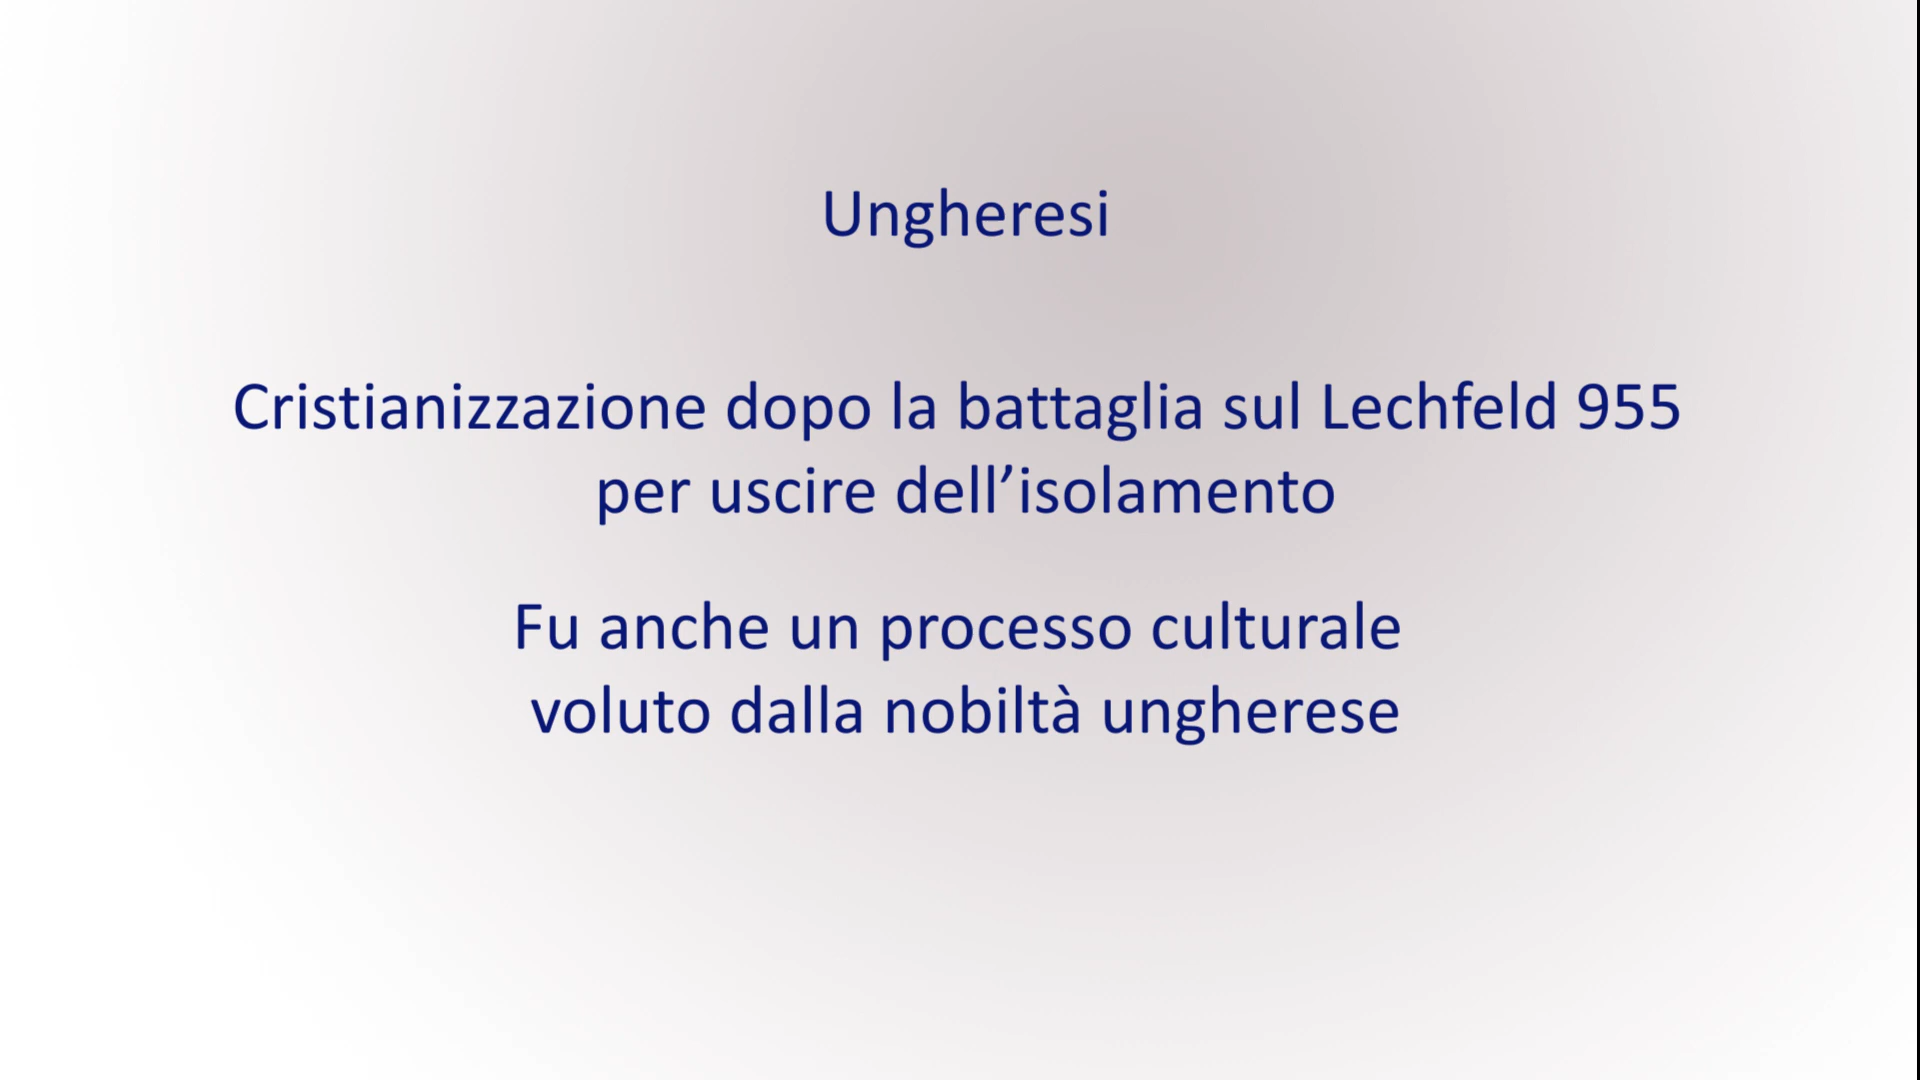 Ungheresi
Cristianizzazione dopo la battaglia sul Lechfeld 955
per uscire dell’isolamento
Fu anche un processo culturale
voluto dalla nobiltà ungherese